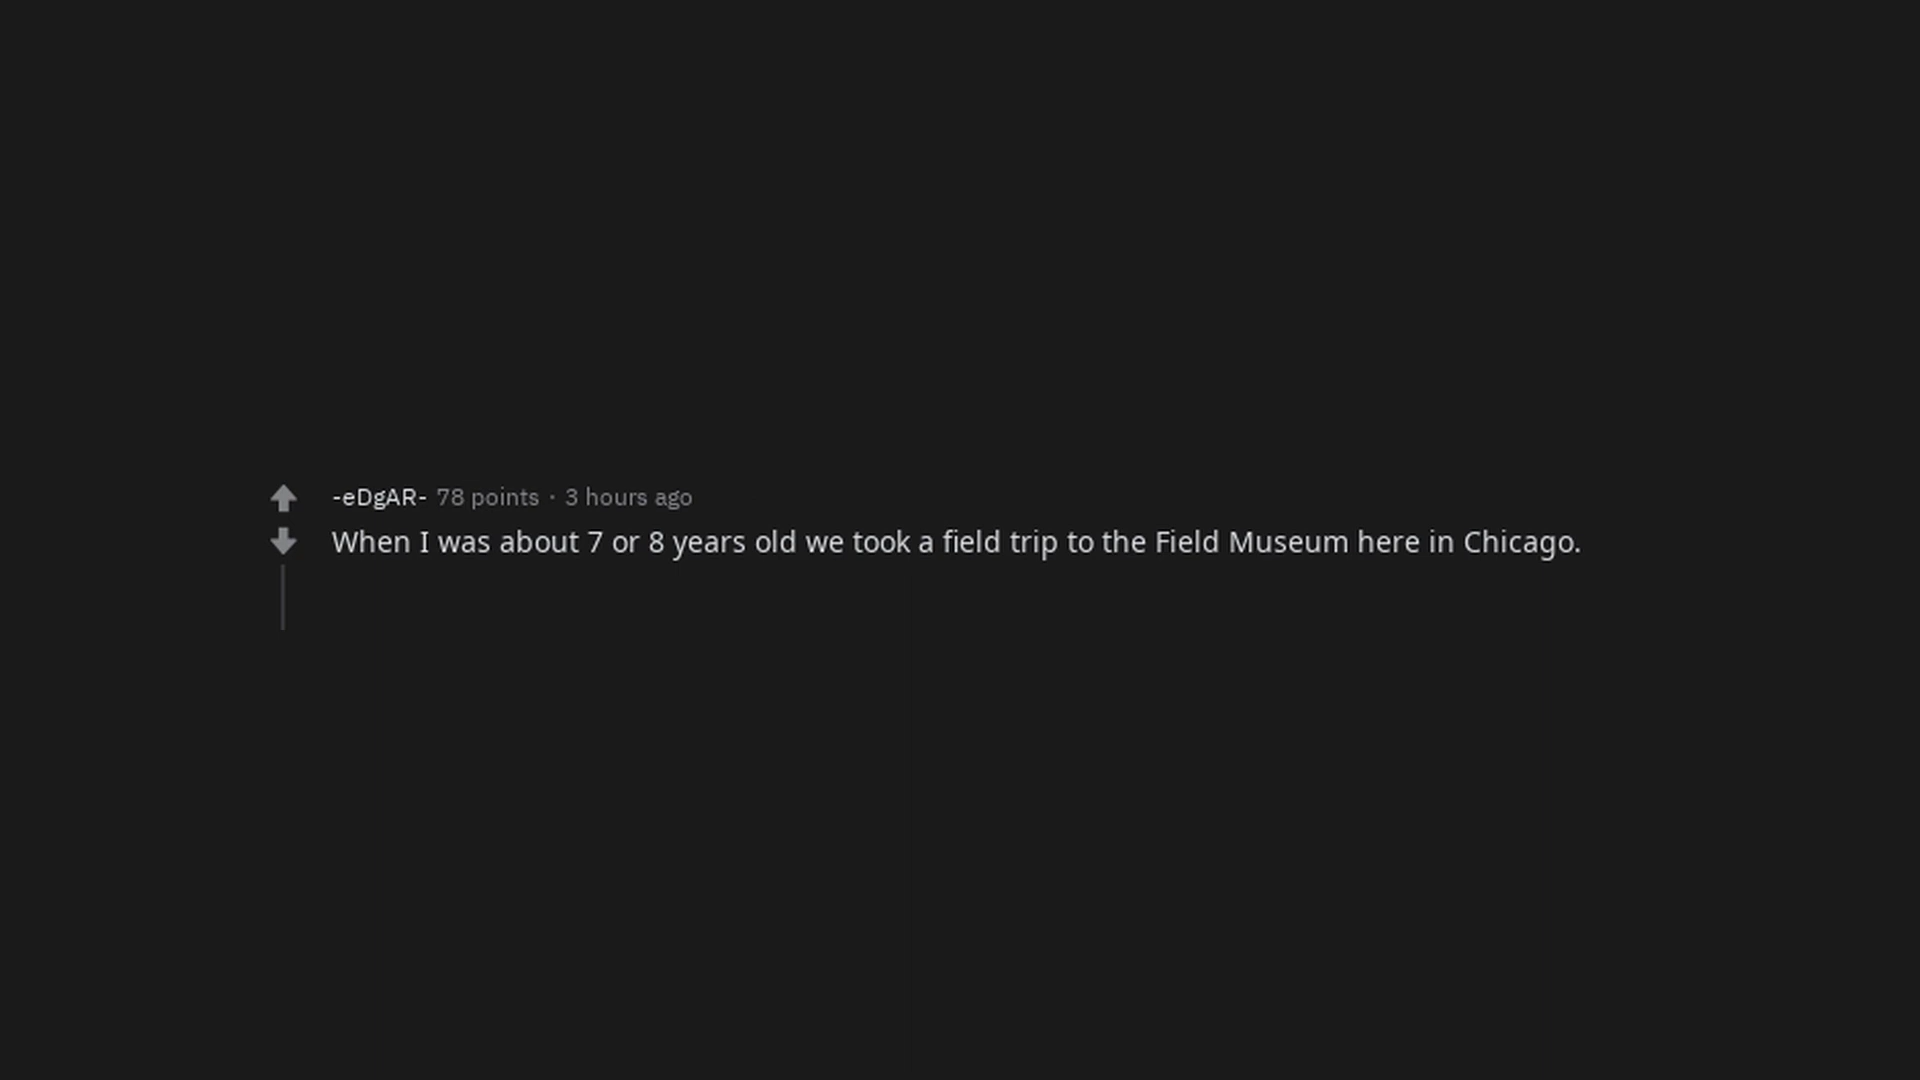 -eDgAR- 78 points · 3 hours ago
When I was about 7 or 8 years old we took a field trip to the Field Museum here in Chicago.